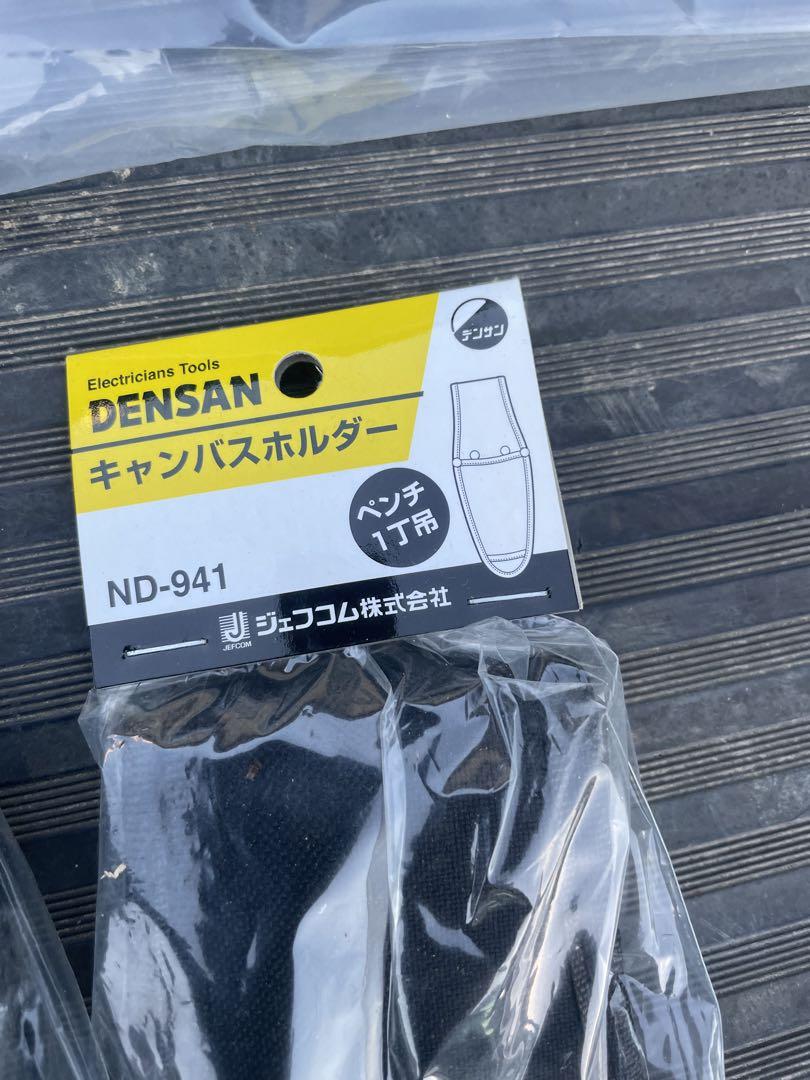 Electricians Tools
DENSAN
デンサン
キャンバスホルダー
ペンチ
1丁吊
ND-941
JEFCOM
ジェフコム株式会社